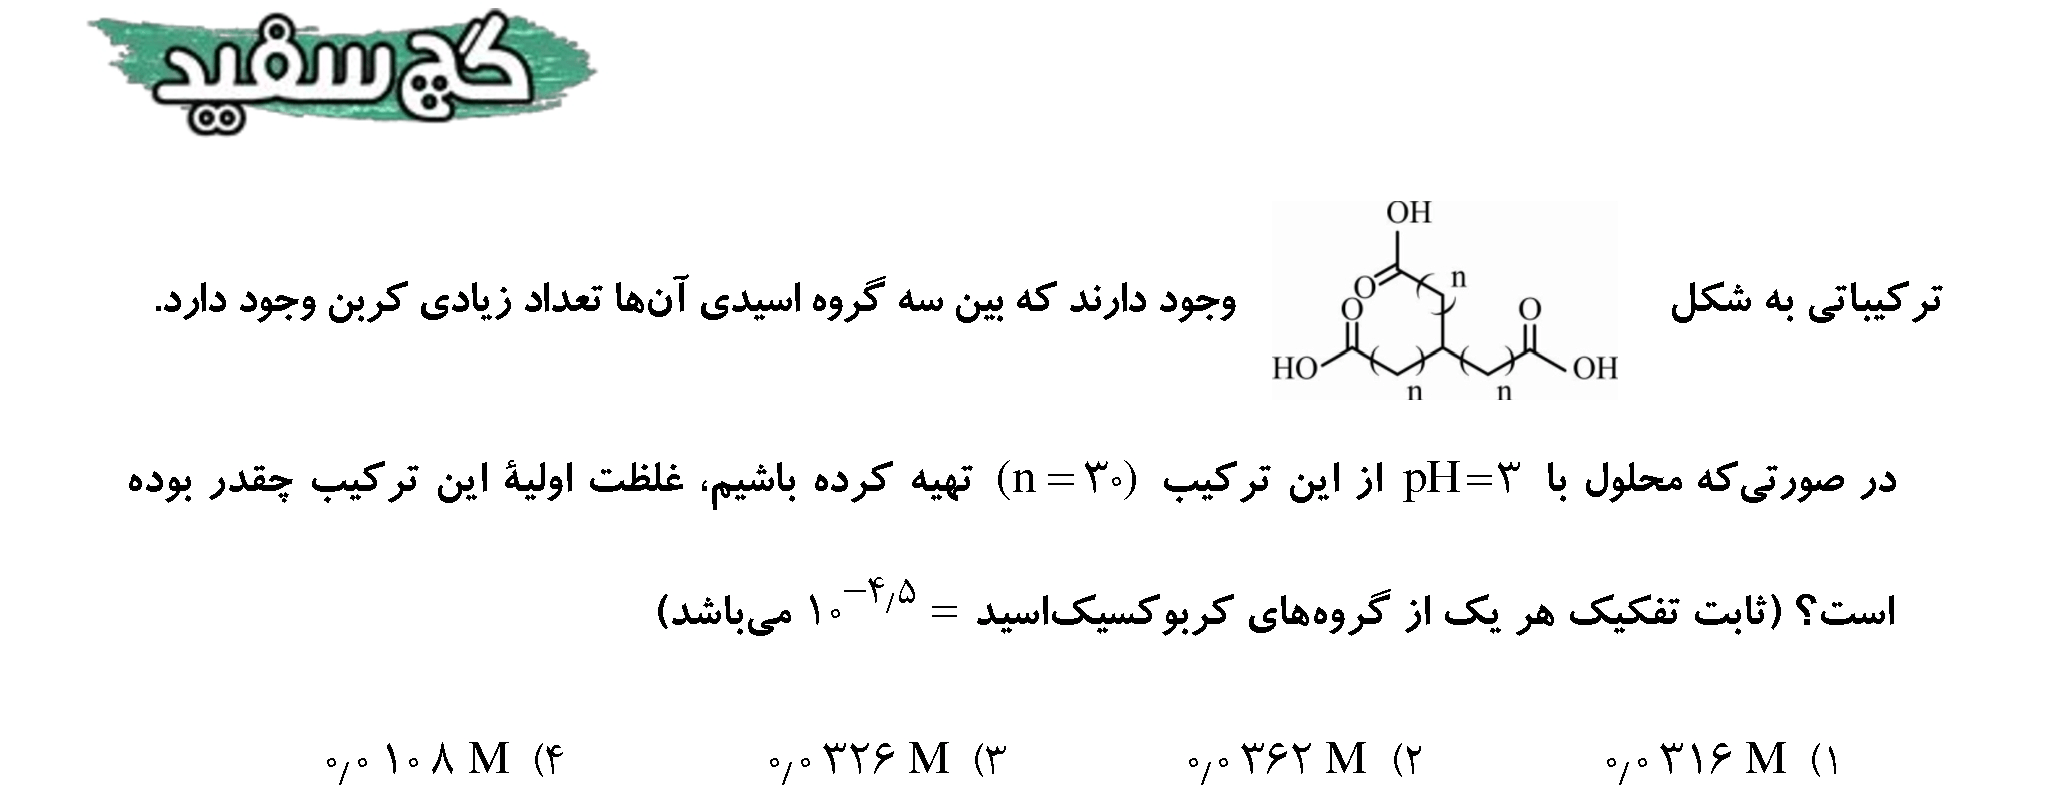 گچ سفید
ترکیباتی به شکل
OH
O
n
O
HO
n
n
O
OH
وجود دارند که بین سه گروه اسیدی آن‌ها تعداد زیادی کربن وجود دارد.
در صورتی‌که محلول با pH=۳ از این ترکیب (n = ۳۰) تهیه کرده باشیم، غلظت اولیهٔ این ترکیب چقدر بوده
است؟ (ثابت تفکیک هر یک از گروه‌های کربوکسیک‌اسید = ۱۰^−۴/۵ می‌باشد)
۱) ۰/۰۳۱۶ M ۲) ۰/۰۳۶۲ M ۳) ۰/۰۳۲۶ M ۴) ۰/۰۱۰۸ M